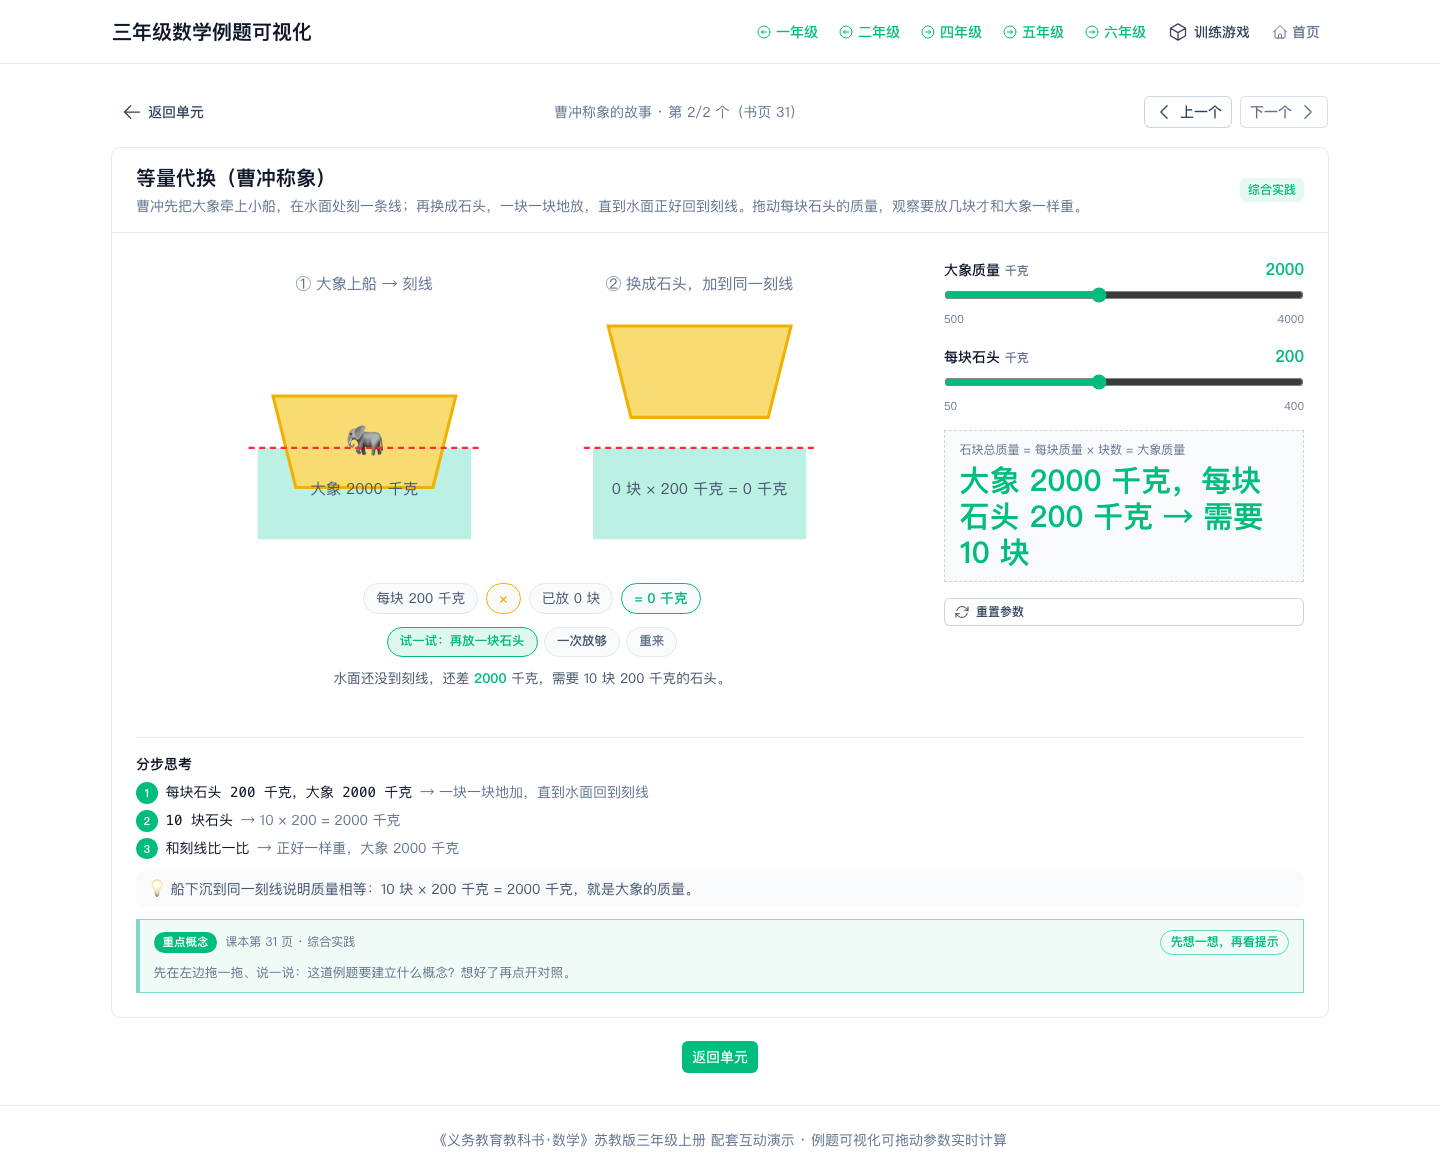 三年级数学例题可视化
一年级
二年级
四年级
五年级
六年级
训练游戏
首页
返回单元
曹冲称象的故事 · 第 2/2 个（书页 31）
上一个
下一个
等量代换（曹冲称象）
曹冲先把大象牵上小船，在水面处刻一条线；再换成石头，一块一块地放，直到水面正好回到刻线。拖动每块石头的质量，观察要放几块才和大象一样重。
综合实践
① 大象上船 → 刻线
② 换成石头，加到同一刻线
大象 2000 千克
0 块 × 200 千克 = 0 千克
每块 200 千克
×
已放 0 块
= 0 千克
试一试：再放一块石头
一次放够
重来
水面还没到刻线，还差 2000 千克，需要 10 块 200 千克的石头。
大象质量 千克
2000
500
4000
每块石头 千克
200
50
400
石块总质量 = 每块质量 × 块数 = 大象质量
大象 2000 千克，每块
石头 200 千克 → 需要
10 块
重置参数
分步思考
1 每块石头 200 千克，大象 2000 千克 → 一块一块地加，直到水面回到刻线
2 10 块石头 → 10 × 200 = 2000 千克
3 和刻线比一比 → 正好一样重，大象 2000 千克
船下沉到同一刻线说明质量相等：10 块 × 200 千克 = 2000 千克，就是大象的质量。
重点概念 课本第 31 页 · 综合实践
先想一想，再看提示
先在左边拖一拖、说一说：这道例题要建立什么概念？想好了再点开对照。
返回单元
《义务教育教科书·数学》苏教版三年级上册 配套互动演示 · 例题可视化可拖动参数实时计算